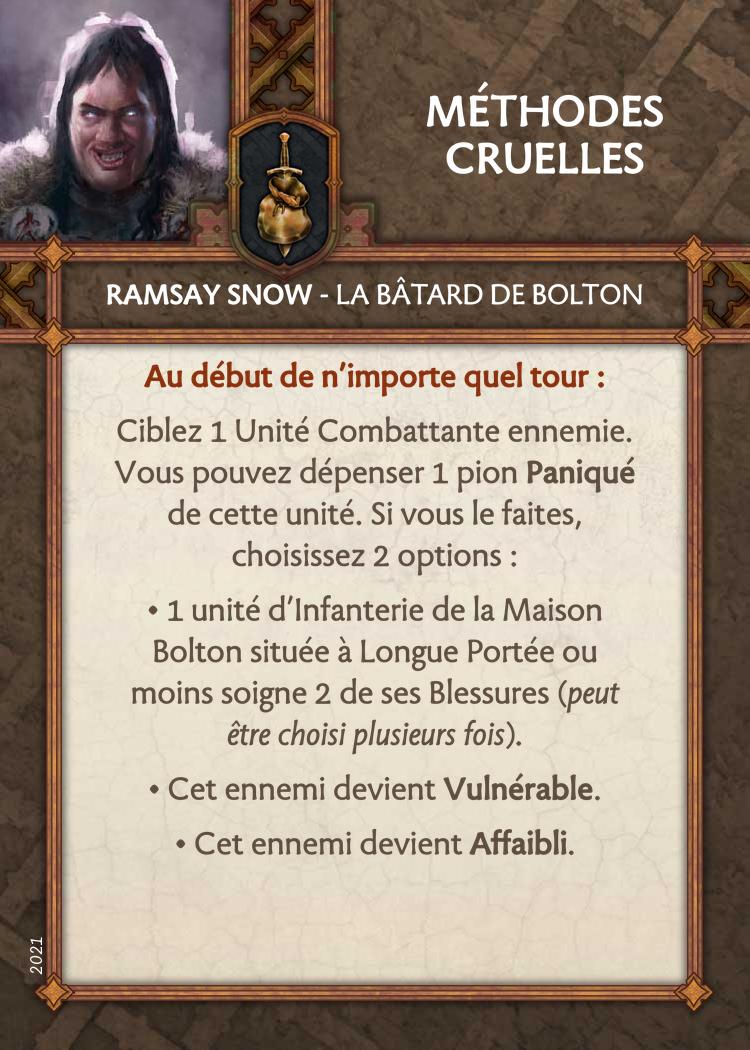 MÉTHODES
CRUELLES
RAMSAY SNOW - LA BÂTARD DE BOLTON
Au début de n'importe quel tour :
Ciblez 1 Unité Combattante ennemie.
Vous pouvez dépenser 1 pion Paniqué
de cette unité. Si vous le faites,
choisissez 2 options :
• 1 unité d'Infanterie de la Maison
Bolton située à Longue Portée ou
moins soigne 2 de ses Blessures (peut
être choisi plusieurs fois).
• Cet ennemi devient Vulnérable.
• Cet ennemi devient Affaibli.
2021